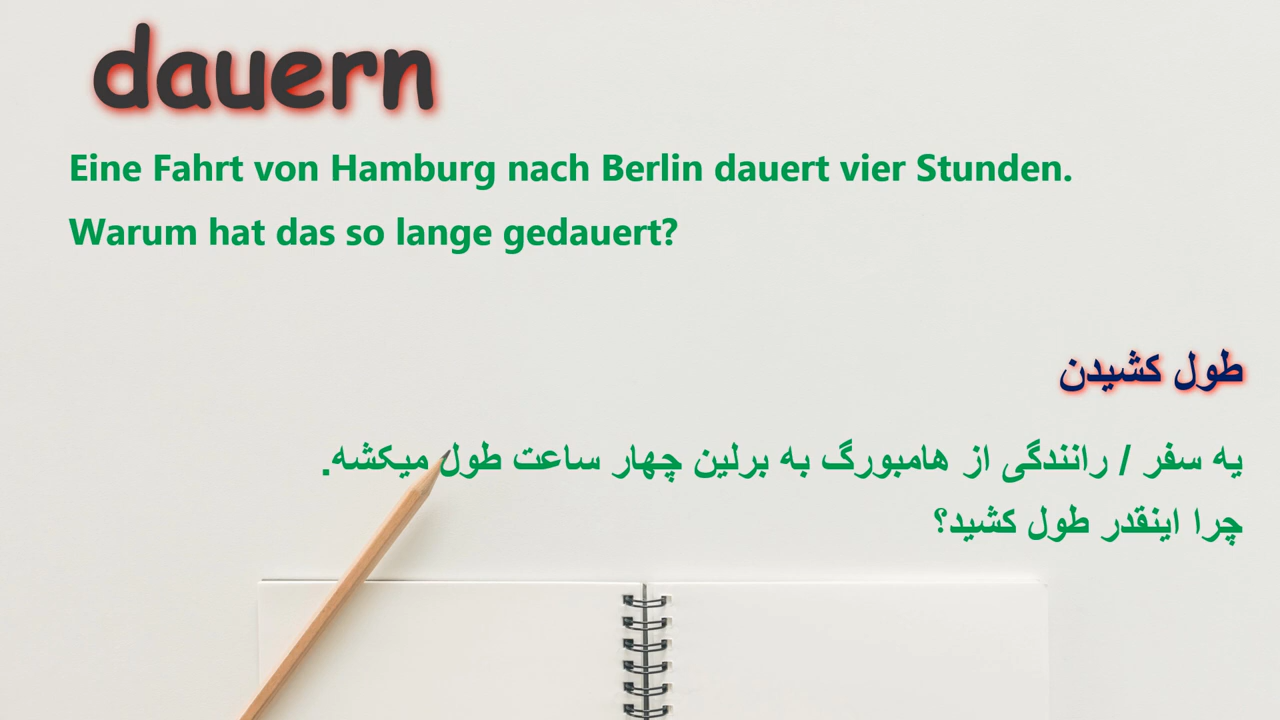 dauern
Eine Fahrt von Hamburg nach Berlin dauert vier Stunden.
Warum hat das so lange gedauert?
طول کشیدن
یه سفر / رانندگی از هامبورگ به برلین چهار ساعت طول میکشه.
چرا اینقدر طول کشید؟